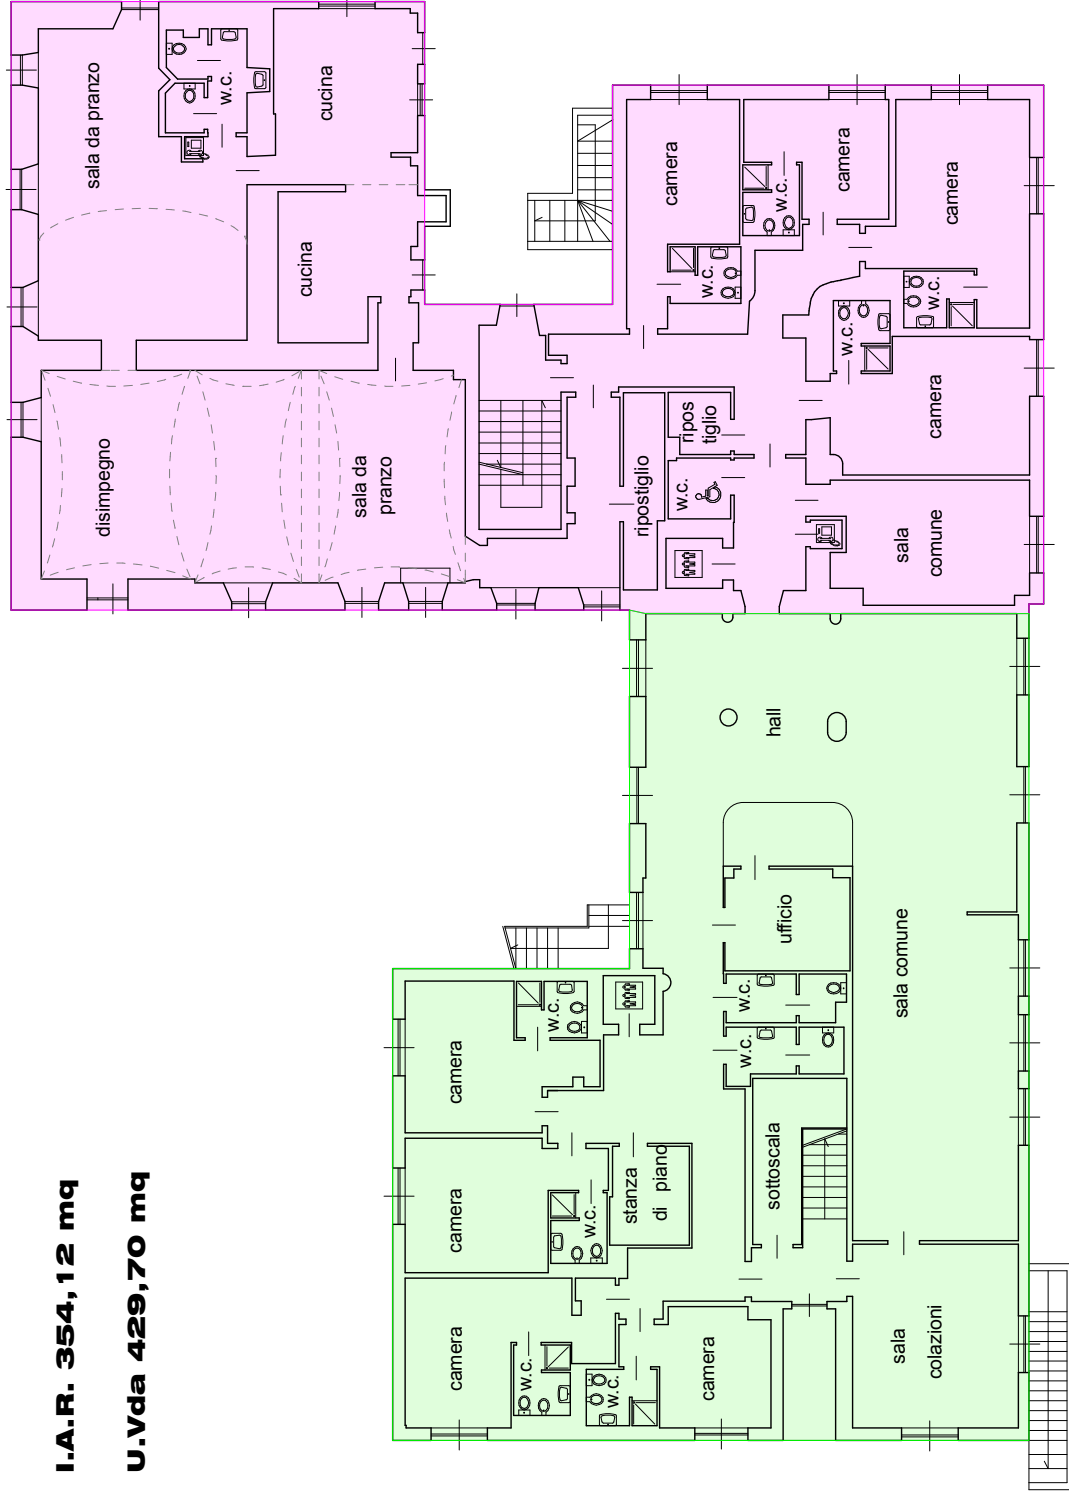 I.A.R. 354,12 mq
U.Vda 429,70 mq
sala da pranzo
disimpegno
w.c.
cucina
cucina
sala da
pranzo
camera
camera
camera
w.c.
w.c.
w.c.
w.c.
stanza
di piano
ripostiglio
camera
w.c.
ripos
tiglio
w.c.
camera
w.c.
w.c.
sottoscala
hall
w.c.
ufficio
camera
w.c.
sala
colazioni
sala comune
sala
comune
camera
w.c.
camera